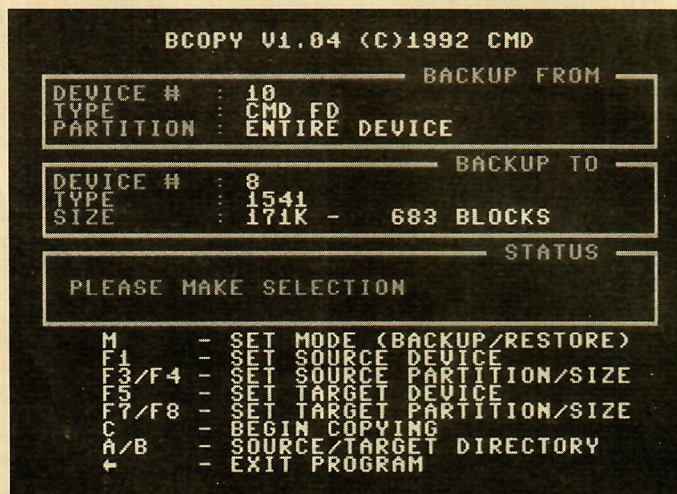 BCOPY V1.04 (C)1992 CMD
BACKUP FROM
DEVICE # : 10
TYPE : CMD FD
PARTITION : ENTIRE DEVICE
BACKUP TO
DEVICE # : 8
TYPE : 1541
SIZE : 171K - 683 BLOCKS
STATUS
PLEASE MAKE SELECTION
M - SET MODE (BACKUP/RESTORE)
F1 - SET SOURCE DEVICE
F3/F4 - SET SOURCE PARTITION/SIZE
F5 - SET TARGET DEVICE
F7/F8 - SET TARGET PARTITION/SIZE
C - BEGIN COPYING
A/B - SOURCE/TARGET DIRECTORY
← - EXIT PROGRAM